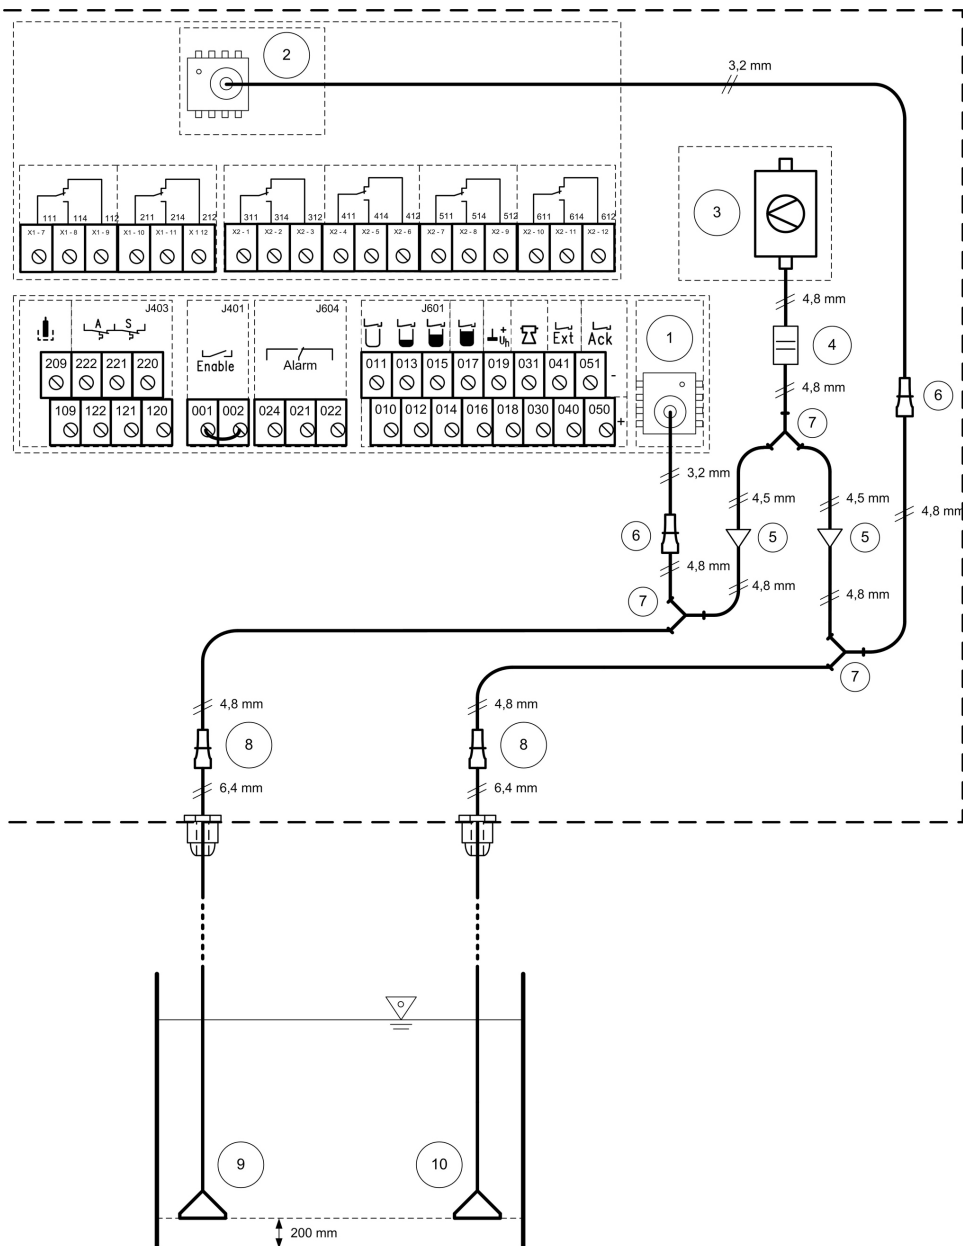 2
3,2 mm
3
111 114 112 211 214 212 311 314 312 411 414 412 511 514 512 611 614 612
X1 - 7 X1 - 8 X1 - 9 X1 - 10 X1 - 11 X 12 X2 - 1 X2 - 2 X2 - 3 X2 - 4 X2 - 5 X2 - 6 X2 - 7 X2 - 8 X2 - 9 X2 - 10 X2 - 11 X2 - 12
4,8 mm
J403 J401 J604 J601
A S
Enable
Alarm
+
Uh
Ext
Ack
1
4
209 222 221 220
011 013 015 017 019 031 041 051 -
109 122 121 120 001 002 024 021 022
010 012 014 016 018 030 040 050 +
4,8 mm
6
7
3,2 mm
4,5 mm
4,5 mm
4,8 mm
6
5
5
4,8 mm
4,8 mm
4,8 mm
7
7
4,8 mm
4,8 mm
8
8
6,4 mm
6,4 mm
9
10
200 mm